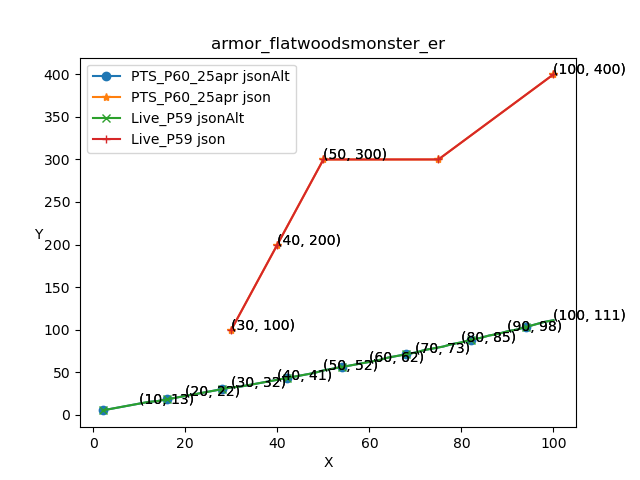 armor_flatwoodsmonster_er
PTS_P60_25apr jsonAlt
PTS_P60_25apr json
Live_P59 jsonAlt
Live_P59 json
400
350
300
250
200
150
100
50
0
Y
(100, 400)
(50, 300)
(40, 200)
(30, 100)
(100, 111)
(90, 98)
(80, 85)
(70, 73)
(60, 62)
(50, 52)
(40, 41)
(30, 32)
(20, 22)
(10, 13)
0 20 40 60 80 100
X